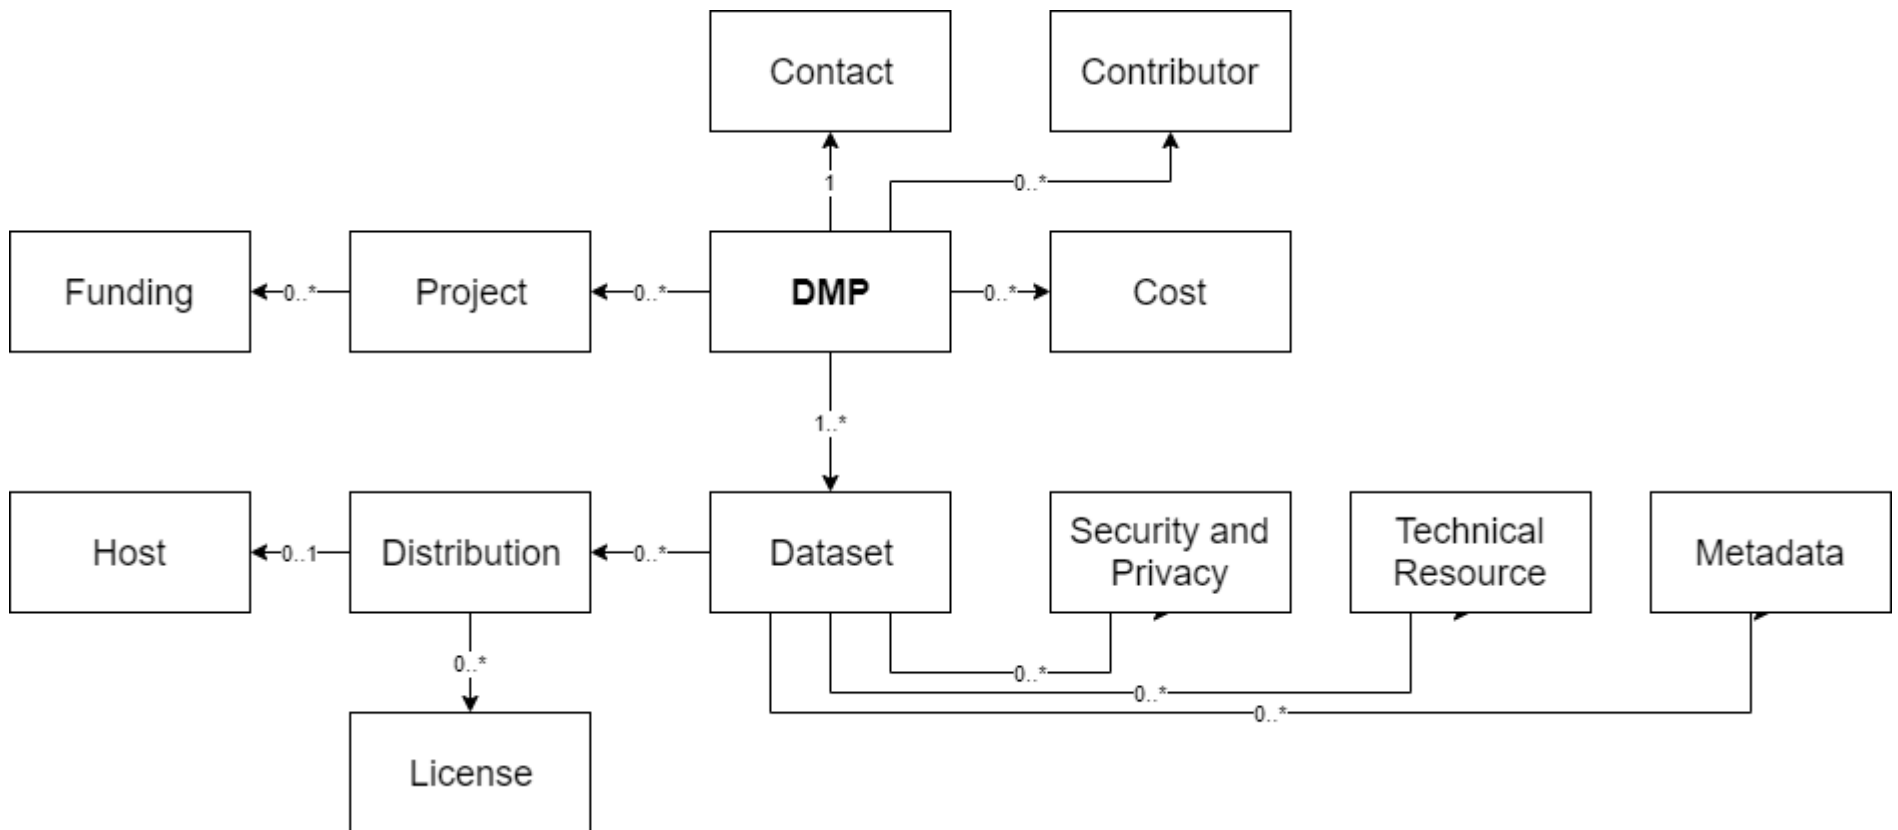 Contact
Contributor
1
0..*
Funding
0..*
Project
0..*
DMP
0..*
Cost
1..*
Host
0..1
Distribution
0..*
Dataset
Security and
Privacy
Technical
Resource
Metadata
0..*
0..*
0..*
0..*
License